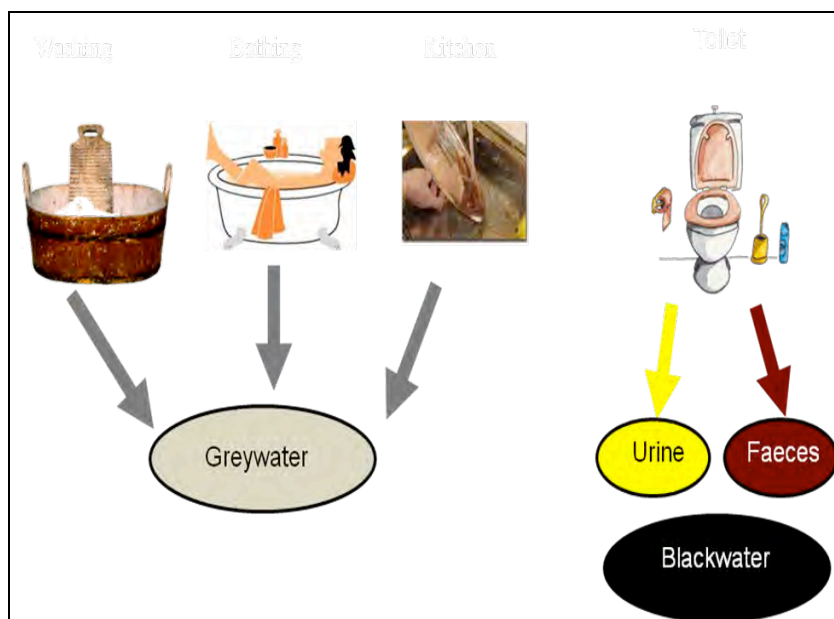 Washing
Bathing
Kitchen
Toilet
Greywater
Urine
Faeces
Blackwater